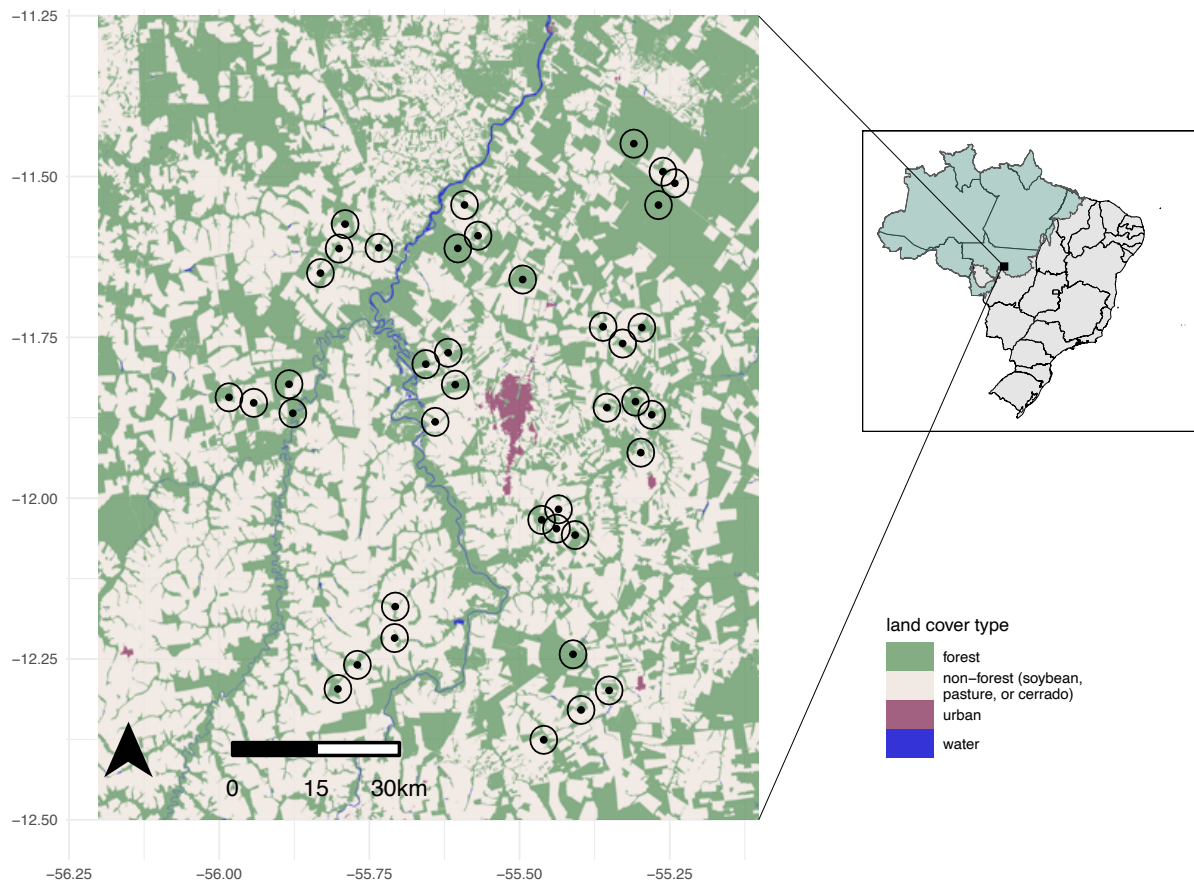 −11.25
−11.50
−11.75
−12.00
−12.25
−12.50
0
15
30km
−56.25
−56.00
−55.75
−55.50
−55.25
land cover type
forest
non−forest (soybean,
pasture, or cerrado)
urban
water